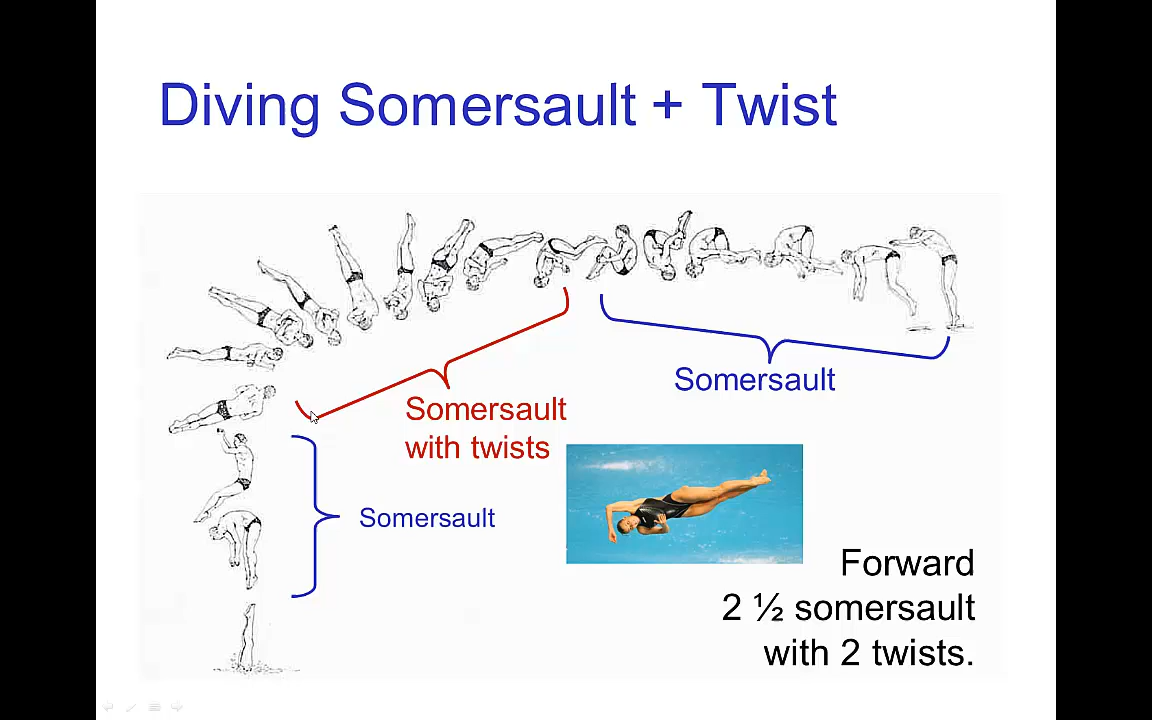 Diving Somersault + Twist
Somersault
Somersault
with twists
Somersault
Forward
2 ½ somersault
with 2 twists.